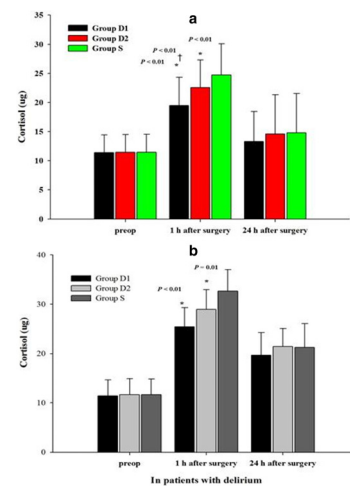 a
35
30
25
20
15
10
5
0
Cortisol (ug)
Group D1
Group D2
Group S
P < 0.01
P < 0.01
P < 0.01
†
*
*
preop
1 h after surgery
24 h after surgery
b
40
30
20
10
0
Cortisol (ug)
Group D1
Group D2
Group S
P = 0.01
P < 0.01
*
*
preop
1 h after surgery
24 h after surgery
In patients with delirium